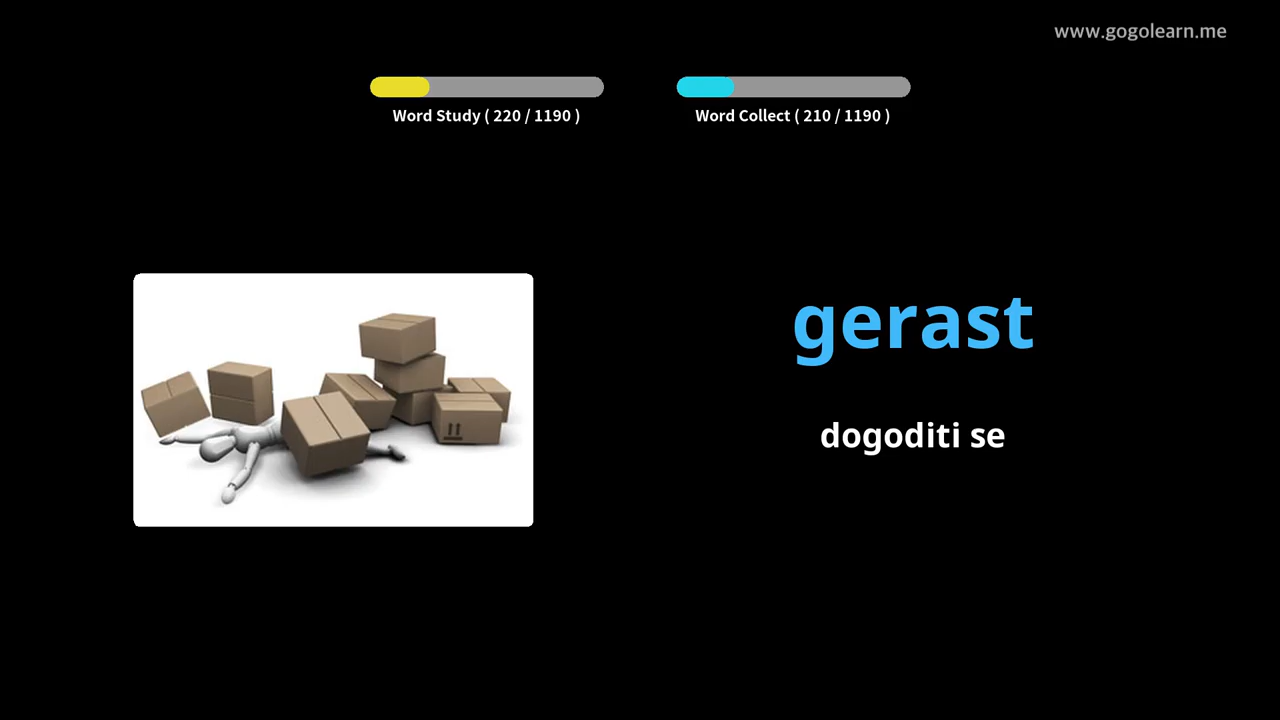 www.gogolearn.me
Word Study ( 220 / 1190 )
Word Collect ( 210 / 1190 )
gerast
dogoditi se